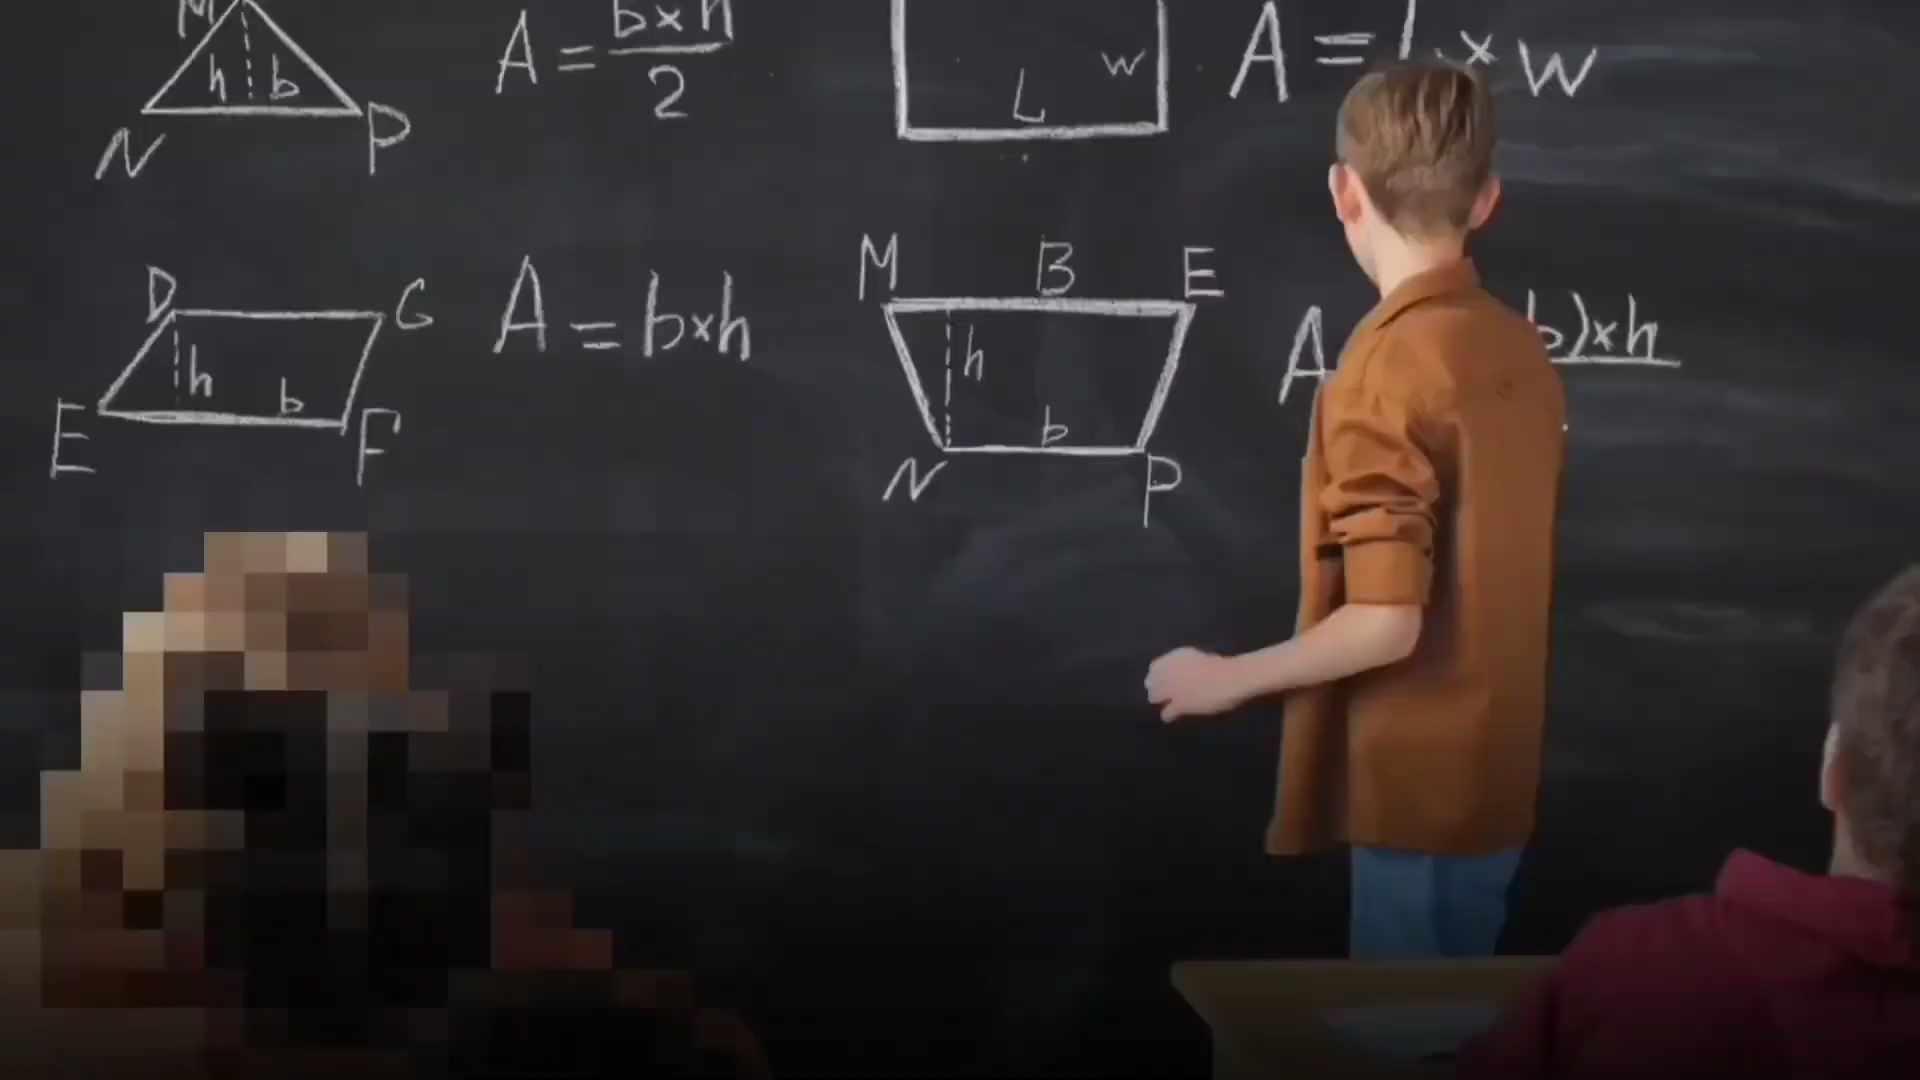 M
h b
N P
A = b×h
2
L w
A = L × w
D G
h b
E F
A = b×h
M B E
h
b
N P
A b)×h